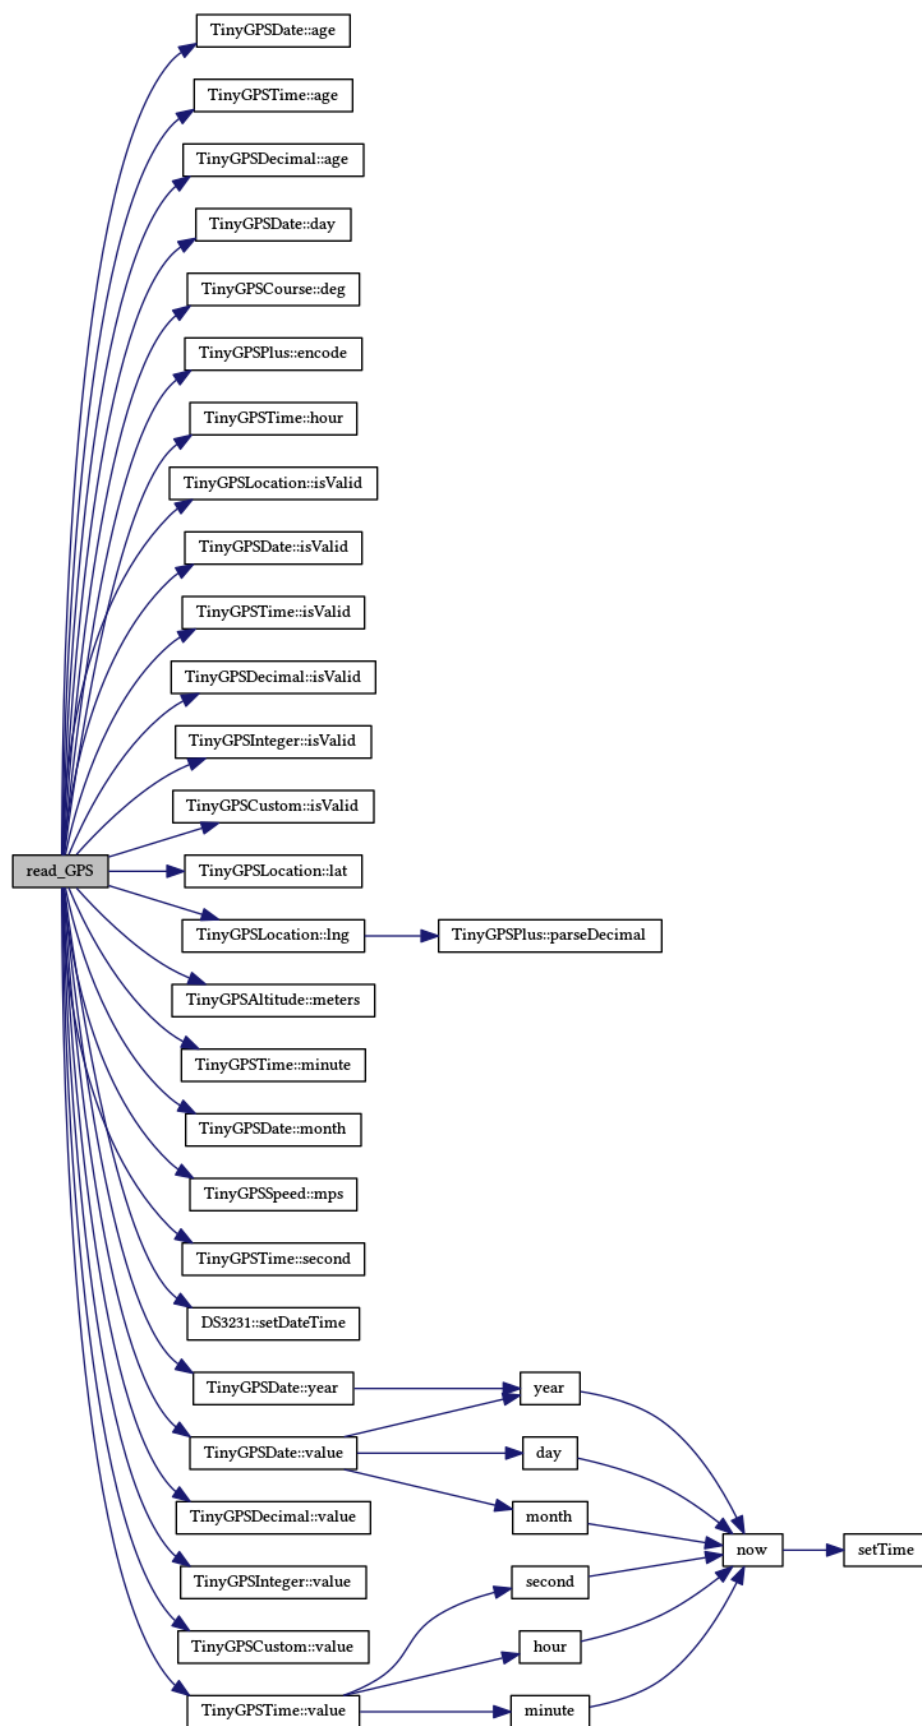 TinyGPSDate::age
TinyGPSTime::age
TinyGPSDecimal::age
TinyGPSDate::day
TinyGPSCourse::deg
TinyGPSPlus::encode
TinyGPSTime::hour
TinyGPSLocation::isValid
TinyGPSDate::isValid
TinyGPSTime::isValid
TinyGPSDecimal::isValid
TinyGPSInteger::isValid
TinyGPSCustom::isValid
read_GPS
TinyGPSLocation::lat
TinyGPSLocation::lng
TinyGPSPlus::parseDecimal
TinyGPSAltitude::meters
TinyGPSTime::minute
TinyGPSDate::month
TinyGPSSpeed::mps
TinyGPSTime::second
DS3231::setDateTime
TinyGPSDate::year
year
TinyGPSDate::value
day
TinyGPSDecimal::value
month
now
setTime
TinyGPSInteger::value
second
TinyGPSCustom::value
hour
TinyGPSTime::value
minute